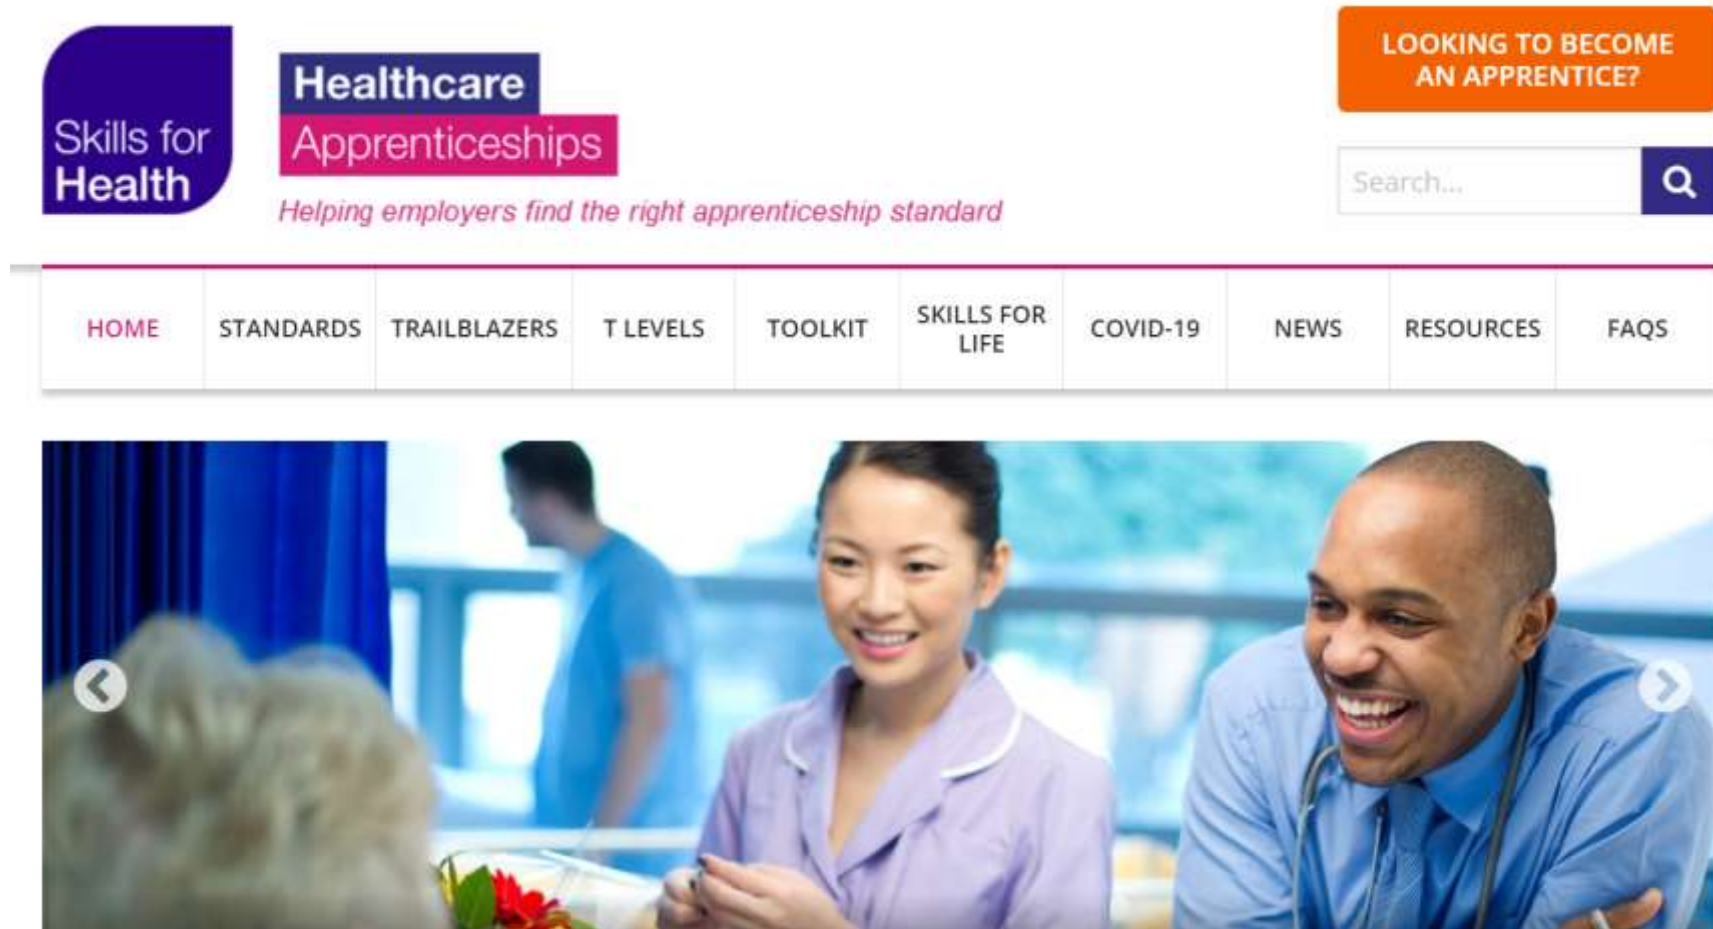 Skills for
Health
Healthcare
Apprenticeships
Helping employers find the right apprenticeship standard
LOOKING TO BECOME
AN APPRENTICE?
Search...
HOME
STANDARDS
TRAILBLAZERS
T LEVELS
TOOLKIT
SKILLS FOR
LIFE
COVID-19
NEWS
RESOURCES
FAQS